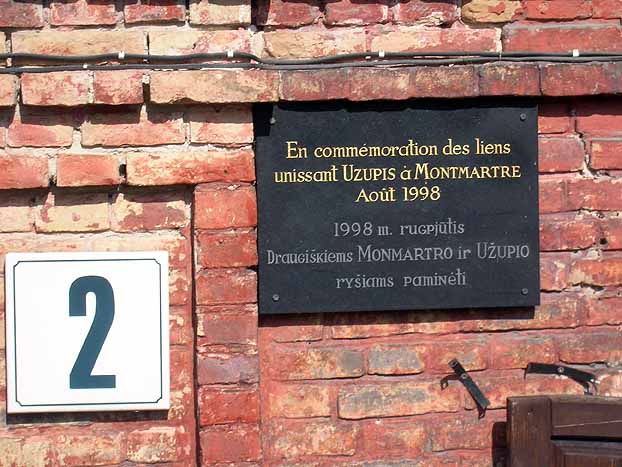 En commémoration des liens
unissant UZUPIS à MONTMARTRE
Août 1998
1998 m. rugpjūtis
Draugiškiems MONMARTRO ir UŽUPIO
ryšiams paminėti
2